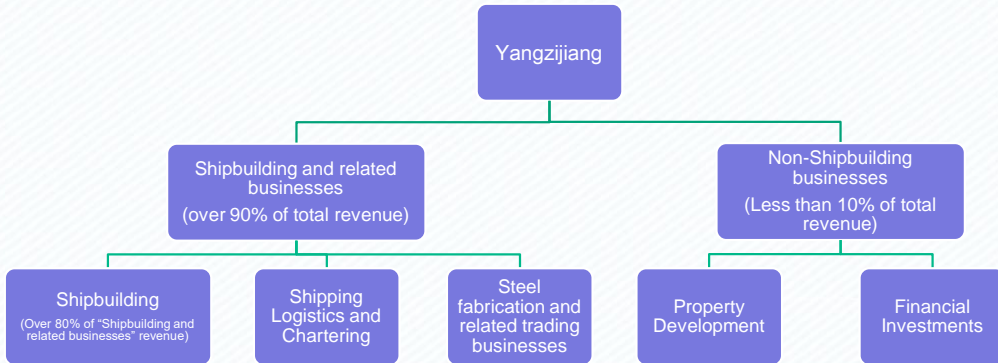 Yangzijiang
Shipbuilding and related
businesses
(over 90% of total revenue)
Non-Shipbuilding
businesses
(Less than 10% of total
revenue)
Shipbuilding
(Over 80% of “Shipbuilding and
related businesses” revenue)
Shipping
Logistics and
Chartering
Steel
fabrication and
related trading
businesses
Property
Development
Financial
Investments